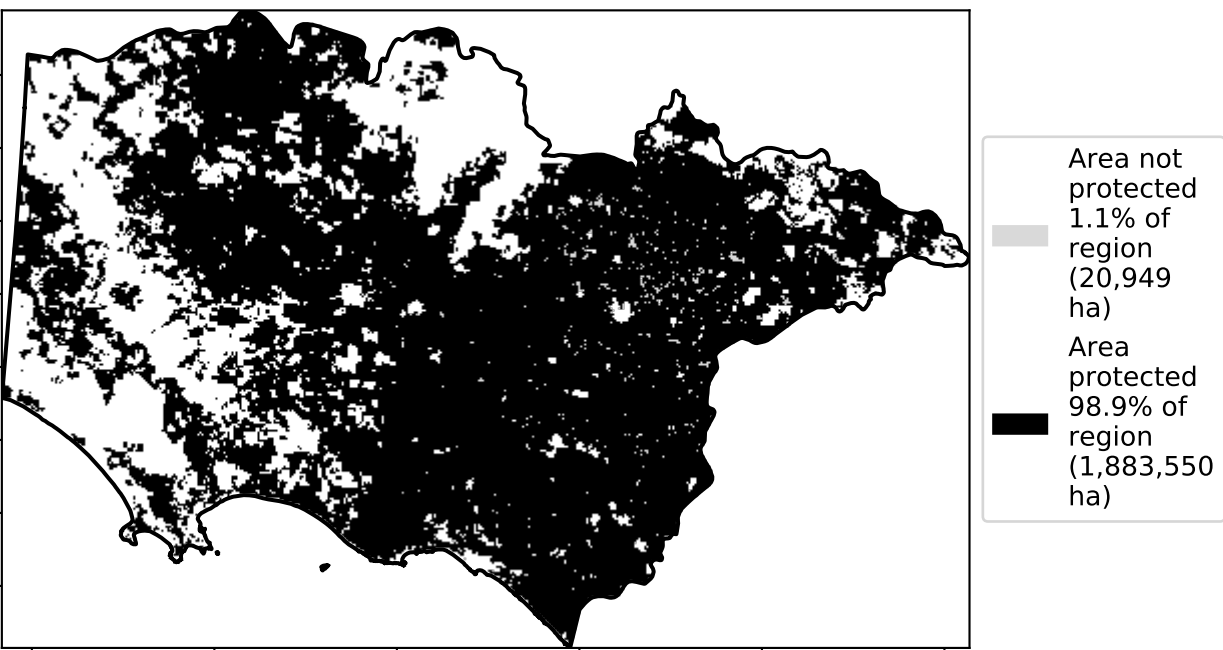 Area not
protected
1.1% of
region
(20,949
ha)
Area
protected
98.9% of
region
(1,883,550
ha)